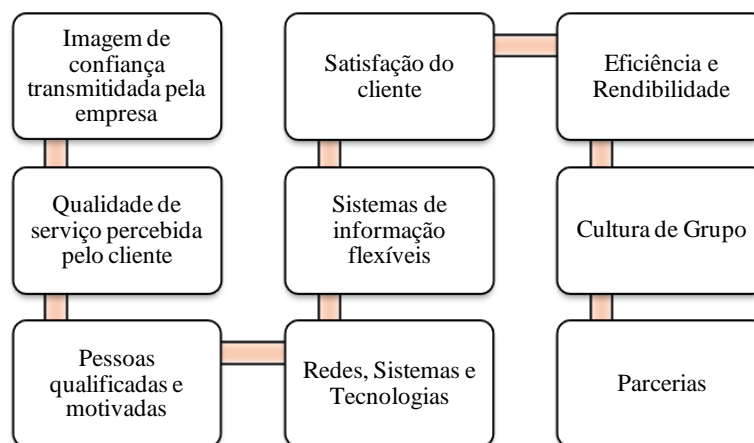 Imagem de
confiança
transmitidada pela
empresa
Qualidade de
serviço percebida
pelo cliente
Pessoas
qualificadas e
motivadas
Redes, Sistemas e
Tecnologias
Sistemas de
informação
flexíveis
Satisfação do
cliente
Eficiência e
Rendibilidade
Cultura de Grupo
Parcerias